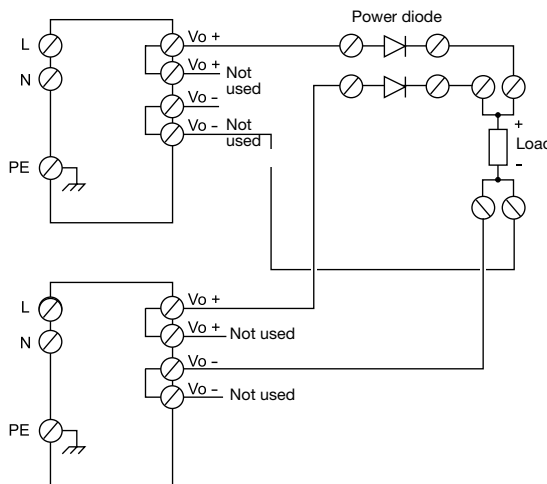 Power diode
L
Vo +
N
Vo +
Not
used
Vo -
Vo -
Not
used
+
Load
-
PE
L
Vo +
N
Vo +
Not used
Vo -
Vo -
Not used
PE